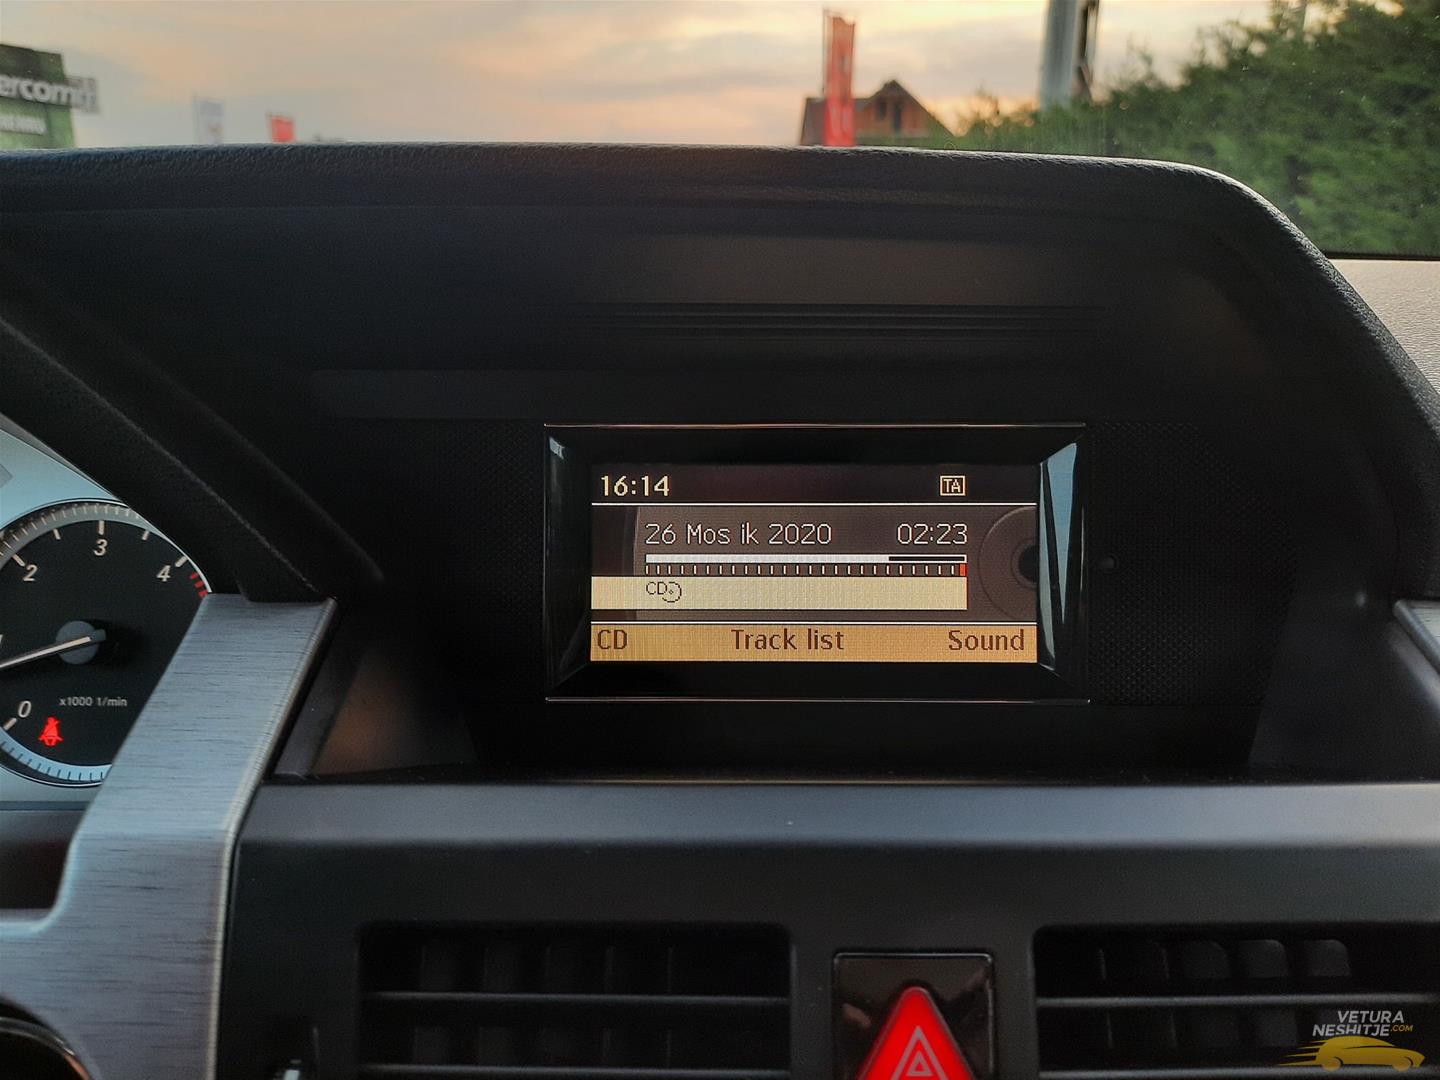 ercom
16:14 TA
26 Mos ik 2020 02:23
CD
CD Track list Sound
2
3
4
0
x1000 1/min
VETURA
NESHITJE.COM